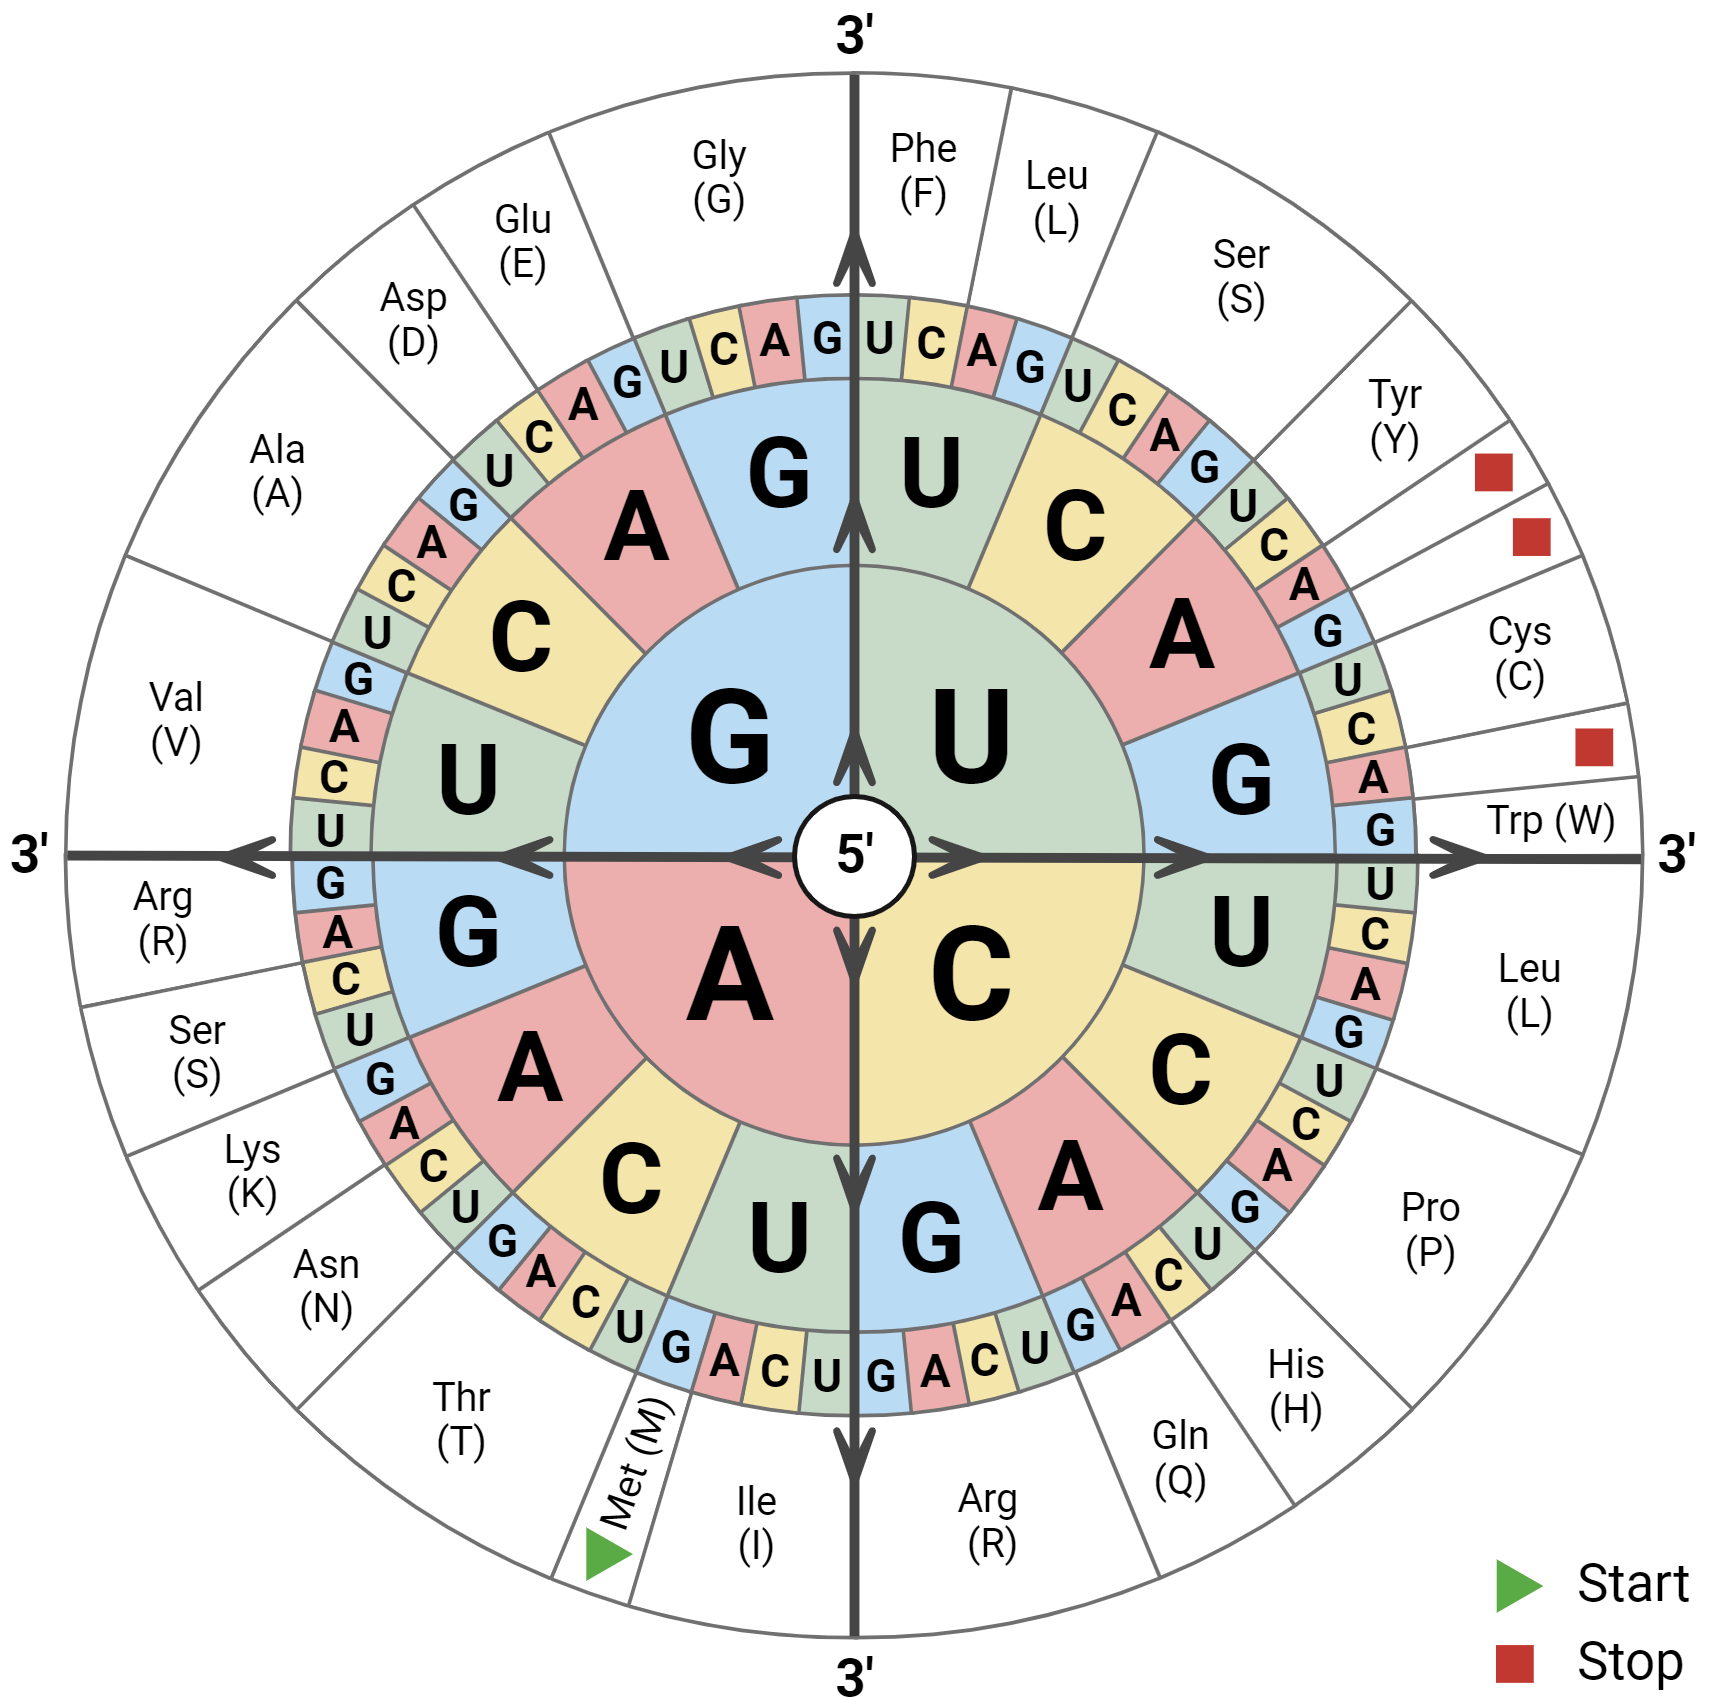 3'
Phe
(F)
Leu
(L)
Ser
(S)
Tyr
(Y)
Cys
(C)
Trp (W)
3'
Leu
(L)
Pro
(P)
His
(H)
Gln
(Q)
Arg
(R)
3'
Ile
(I)
Met (M)
Thr
(T)
Asn
(N)
Lys
(K)
Ser
(S)
Arg
(R)
3'
Val
(V)
Ala
(A)
Asp
(D)
Glu
(E)
Gly
(G)
U C A G U C A G U C A G U C A G
U C A G U C A G U C A G U C A G
G A C U G A C U G A C U G A C U
G A C U G A C U G A C U G A C U
U C A G
U C A G
U C A G
U C A G
G U
A C
5'
Start
Stop